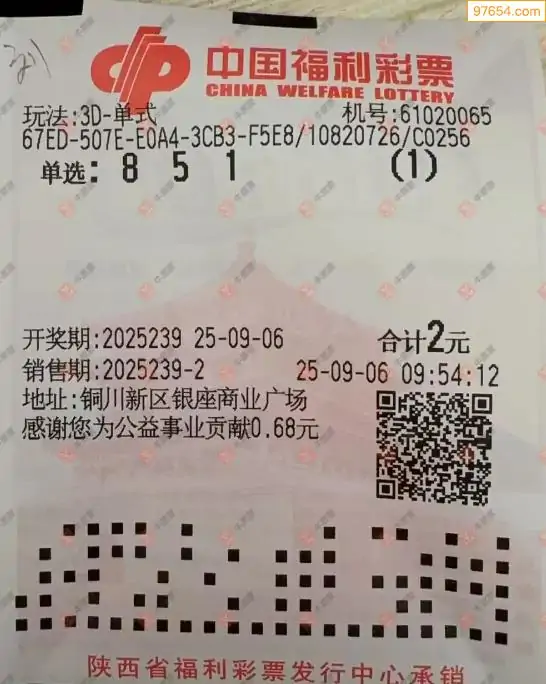 97654.com
中国福利彩票
CHINA WELFARE LOTTERY
玩法:3D-单式 机号:61020065
67ED-507E-E0A4-3CB3-F5E8/10820726/C0256
单选: 8 5 1 (1)
开奖期:2025239 25-09-06 合计2元
销售期:2025239-2 25-09-06 09:54:12
地址:铜川新区银座商业广场
感谢您为公益事业贡献0.68元
陕西省福利彩票发行中心承销